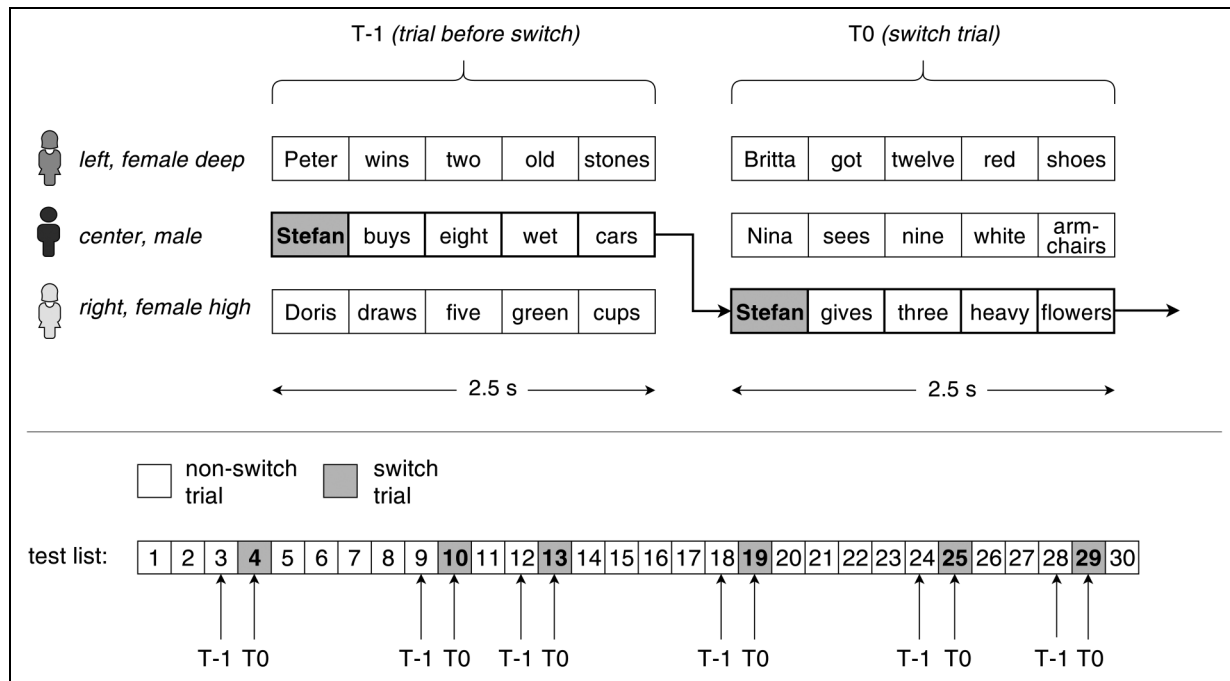 T-1 (trial before switch) T0 (switch trial)
left, female deep Peter wins two old stones Britta got twelve red shoes
center, male Stefan buys eight wet cars Nina sees nine white arm-
chairs
right, female high Doris draws five green cups Stefan gives three heavy flowers
2.5 s 2.5 s
non-switch
trial
switch
trial
test list: 1 2 3 4 5 6 7 8 9 10 11 12 13 14 15 16 17 18 19 20 21 22 23 24 25 26 27 28 29 30
T-1 T0 T-1 T0 T-1 T0 T-1 T0 T-1 T0 T-1 T0